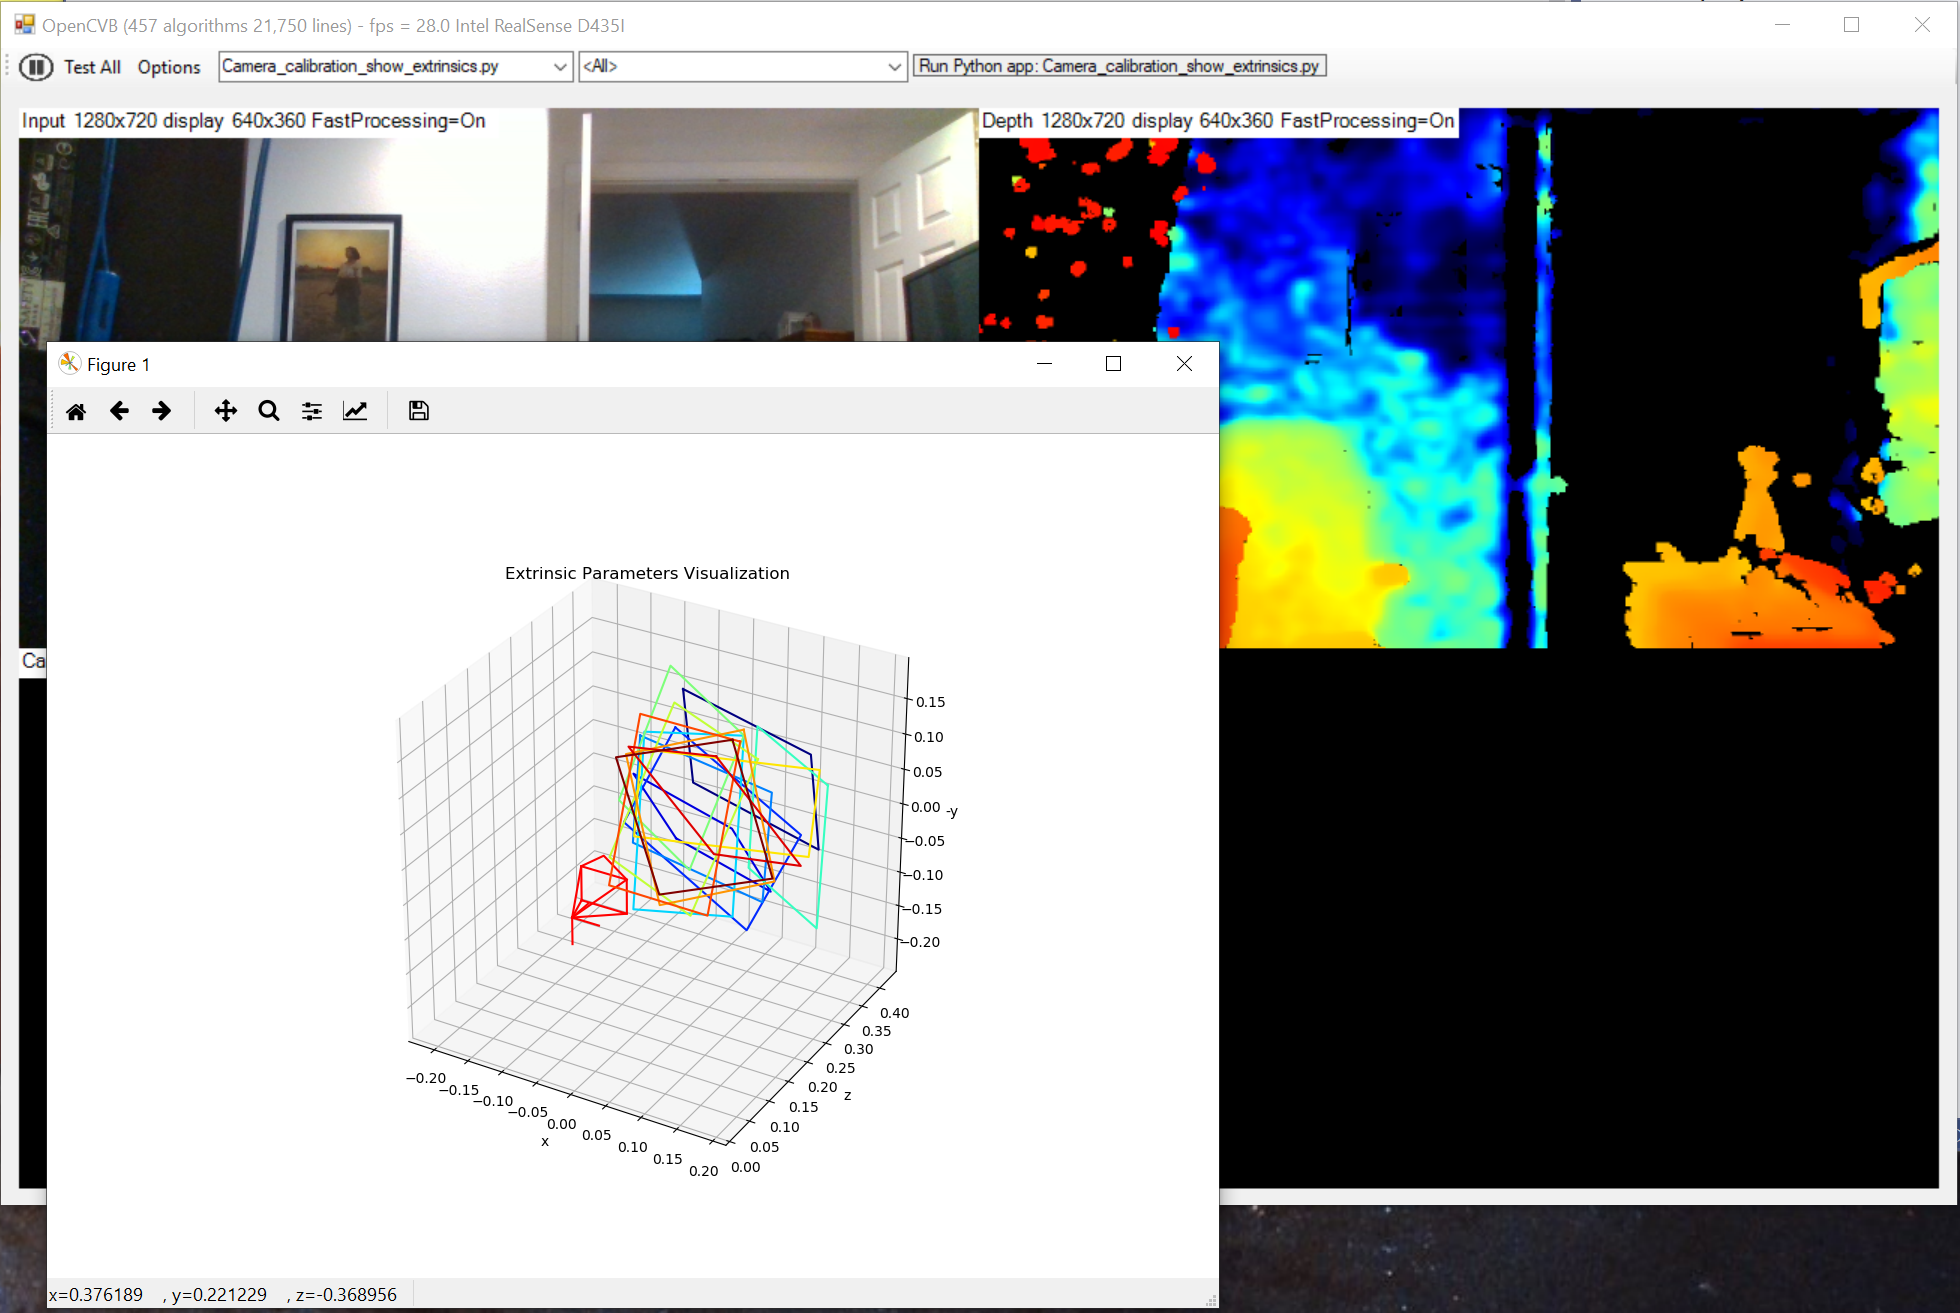 OpenCVB (457 algorithms 21,750 lines) - fps = 28.0 Intel RealSense D435I
Test All Options Camera_calibration_show_extrinsics.py <All> Run Python app: Camera_calibration_show_extrinsics.py
Input 1280x720 display 640x360 FastProcessing=On
Depth 1280x720 display 640x360 FastProcessing=On
Figure 1
Ca
Extrinsic Parameters Visualization
0.15
0.10
0.05
0.00 -y
−0.05
−0.10
−0.15
−0.20
0.40
0.35
0.30
0.25
0.20
z
0.15
0.10
0.05
0.00
−0.20
−0.15
−0.10
−0.05
0.00
x
0.05
0.10
0.15
0.20
x=0.376189 , y=0.221229 , z=-0.368956